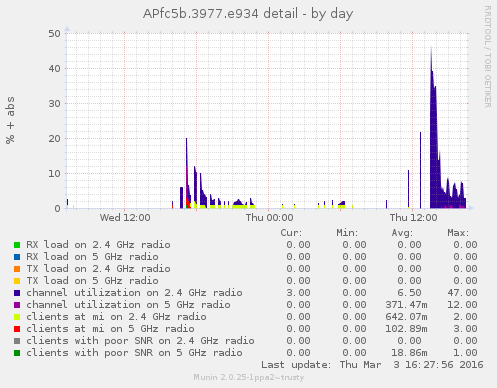 APfc5b.3977.e934 detail - by day
RRDTOOL / TOBI OETIKER
% + abs
50
40
30
20
10
0
Wed 12:00 Thu 00:00 Thu 12:00
Cur: Min: Avg: Max:
RX load on 2.4 GHz radio 0.00 0.00 0.00 0.00
RX load on 5 GHz radio 0.00 0.00 0.00 0.00
TX load on 2.4 GHz radio 0.00 0.00 0.00 0.00
TX load on 5 GHz radio 0.00 0.00 0.00 0.00
channel utilization on 2.4 GHz radio 3.00 0.00 6.50 47.00
channel utilization on 5 GHz radio 0.00 0.00 371.47m 12.00
clients at mi on 2.4 GHz radio 0.00 0.00 642.07m 2.00
clients at mi on 5 GHz radio 0.00 0.00 102.89m 3.00
clients with poor SNR on 2.4 GHz radio 0.00 0.00 0.00 0.00
clients with poor SNR on 5 GHz radio 0.00 0.00 18.86m 1.00
Last update: Thu Mar 3 16:27:56 2016
Munin 2.0.25-1ppa2~trusty